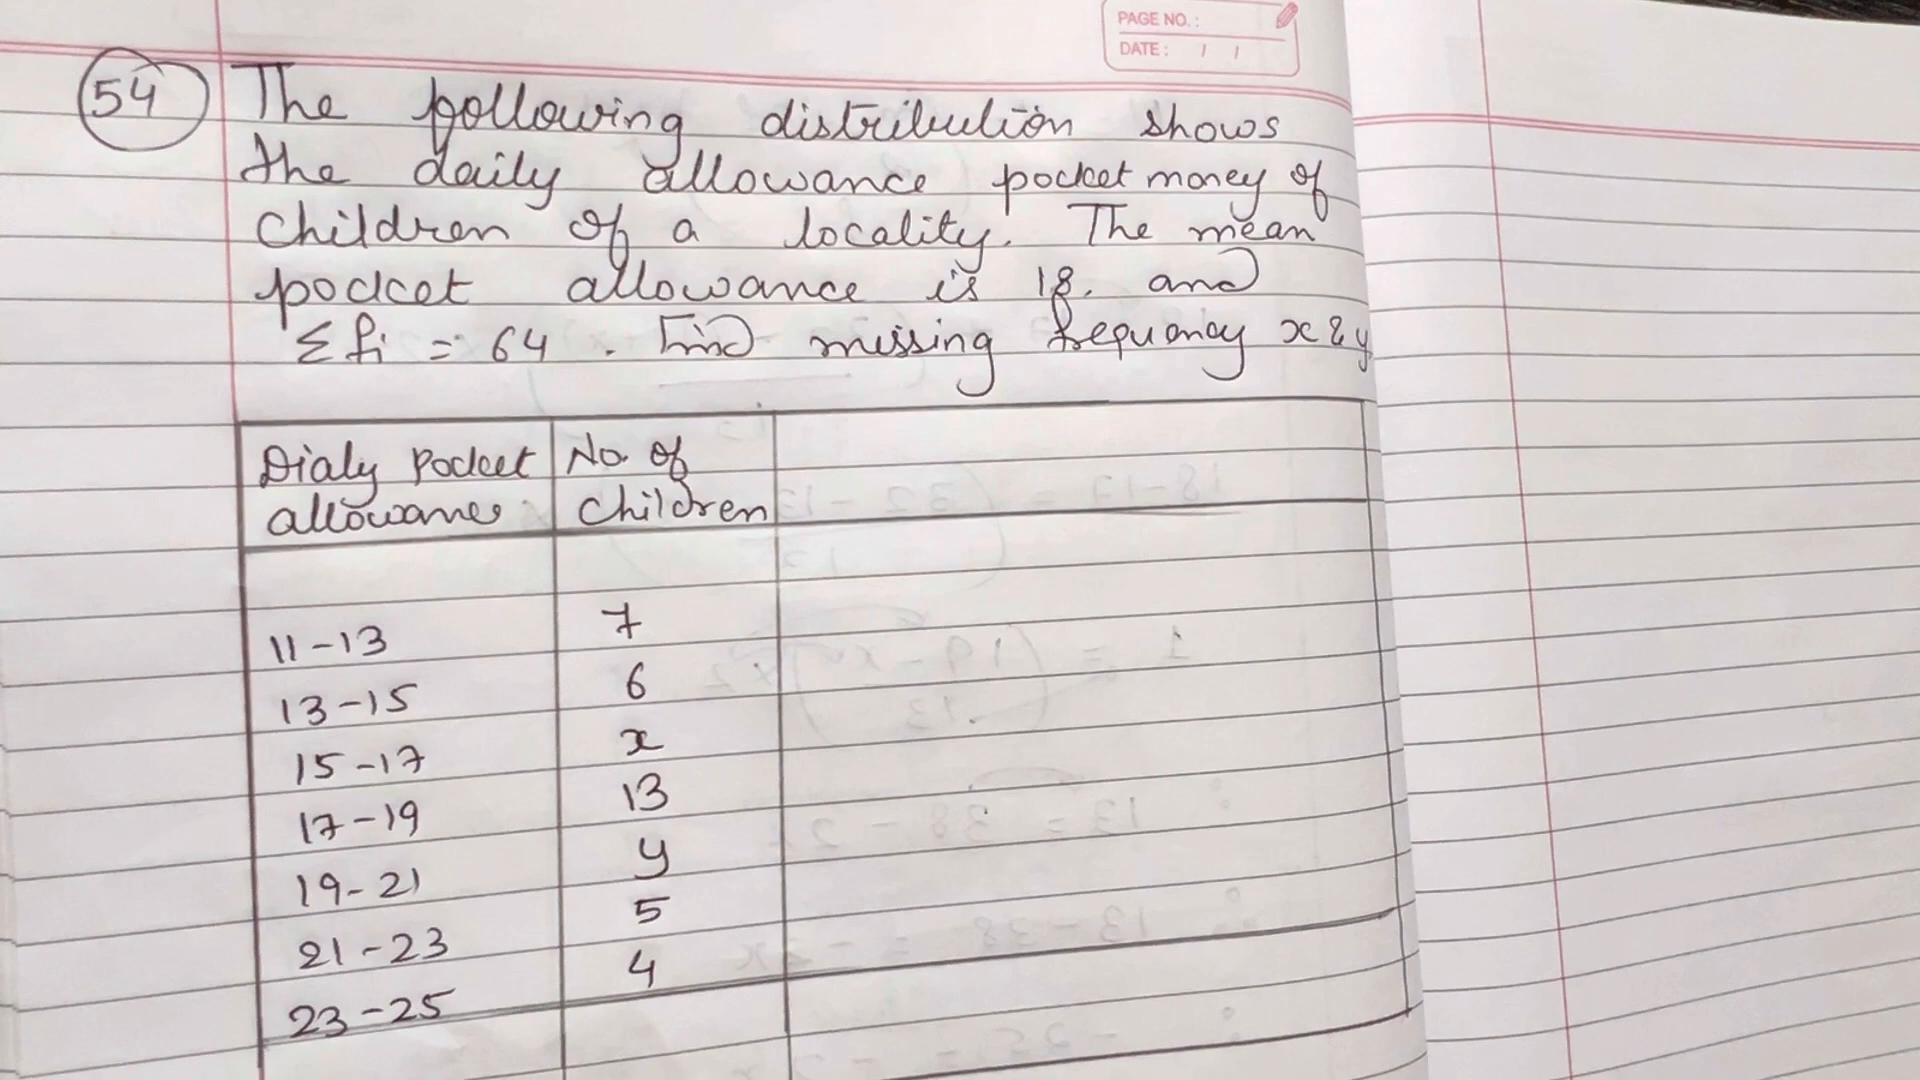 PAGE NO. :
DATE : / /
54 The following distribution shows
the daily allowance pocket money of
children of a locality. The mean
pocket allowance is 18. and
Σfi = 64 . Find missing frequency x & y
Dialy Pocket No. of
allowance children
11-13 7
13-15 6
15-17 x
17-19 13
19-21 y
21-23 5
23-25 4